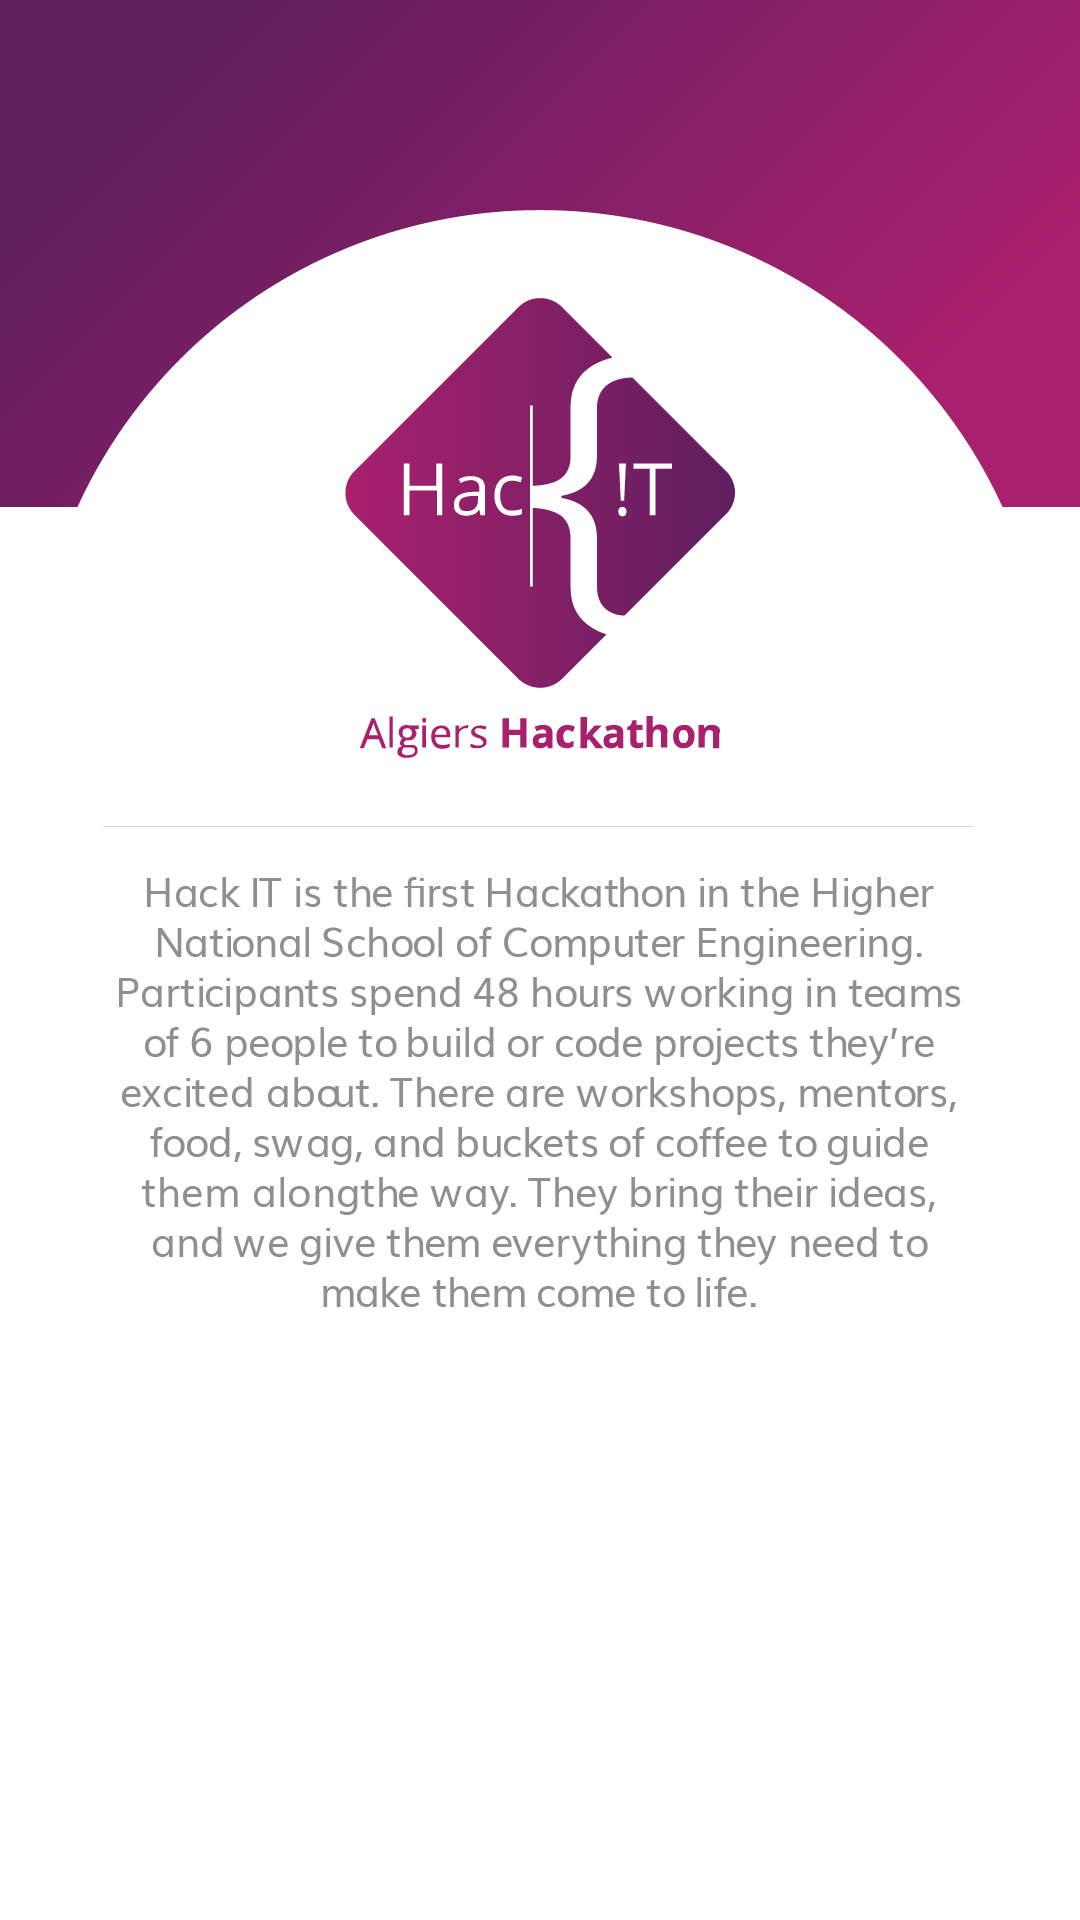 Hack !T
Algiers Hackathon
Hack IT is the first Hackathon in the Higher
National School of Computer Engineering.
Participants spend 48 hours working in teams
of 6 people to build or code projects they’re
excited about. There are workshops, mentors,
food, swag, and buckets of coffee to guide
them alongthe way. They bring their ideas,
and we give them everything they need to
make them come to life.